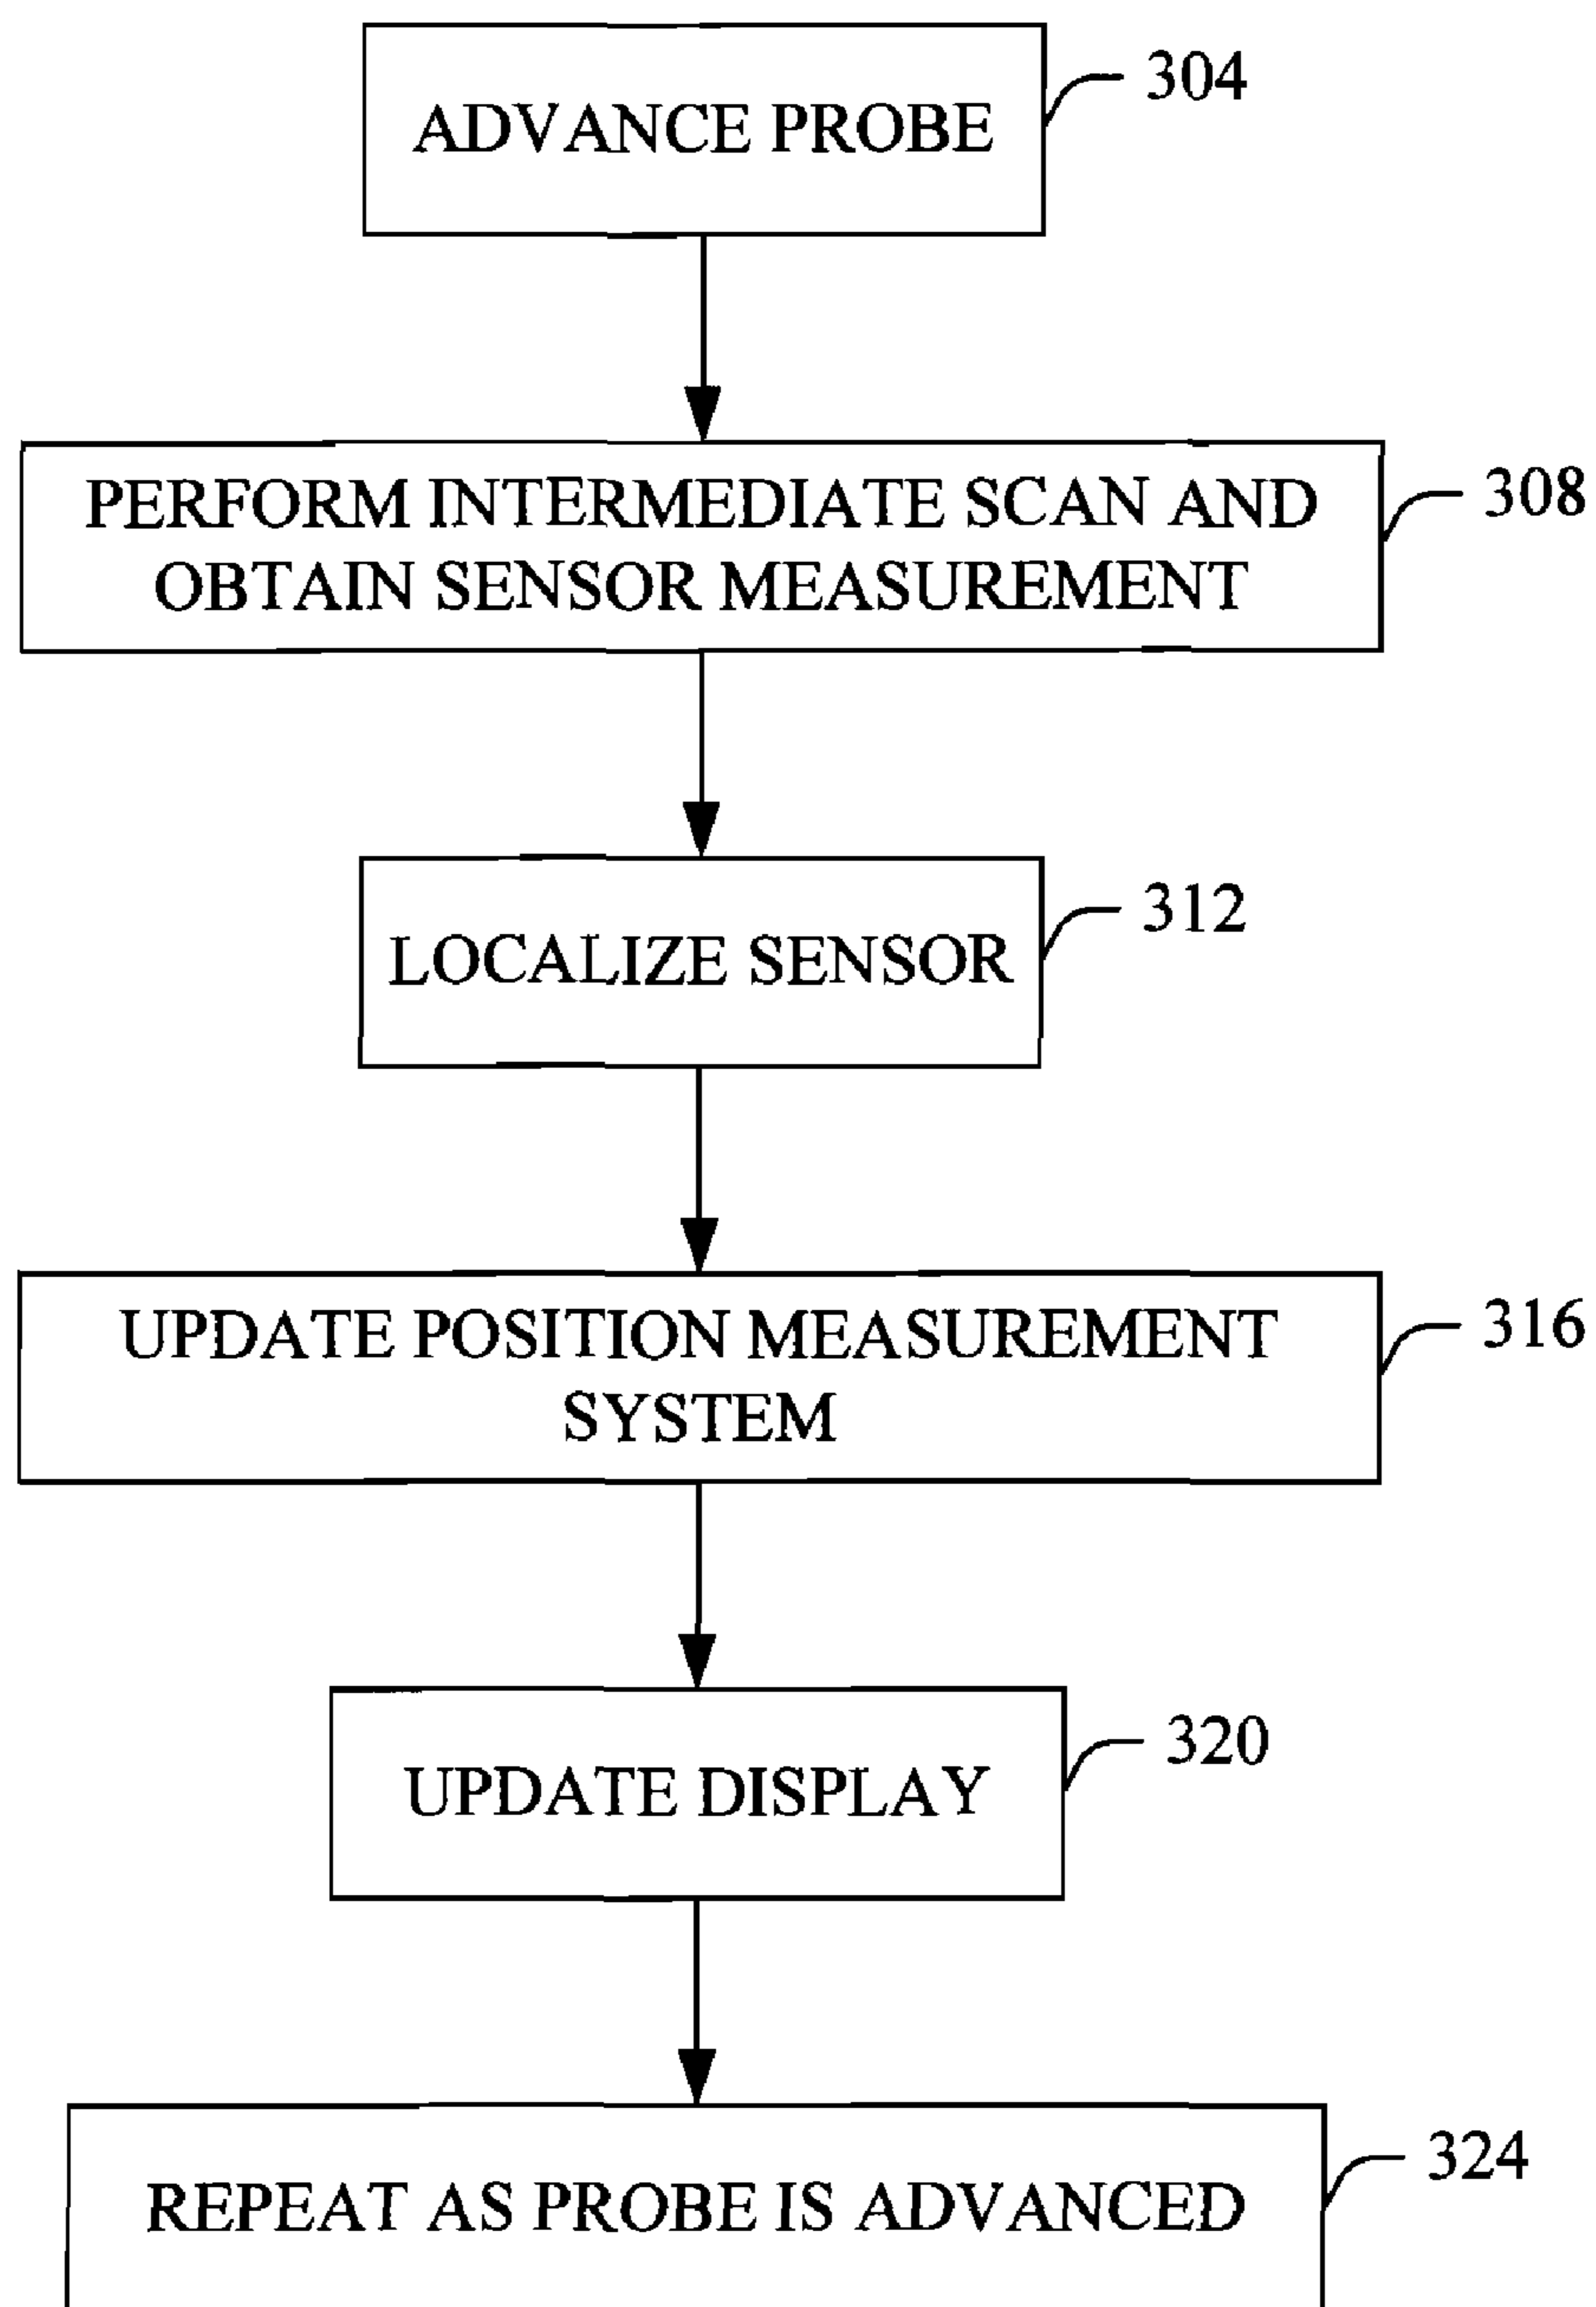 ADVANCE PROBE
304
PERFORM INTERMEDIATE SCAN AND
OBTAIN SENSOR MEASUREMENT
308
LOCALIZE SENSOR
312
UPDATE POSITION MEASUREMENT
SYSTEM
316
UPDATE DISPLAY
320
REPEAT AS PROBE IS ADVANCED
324